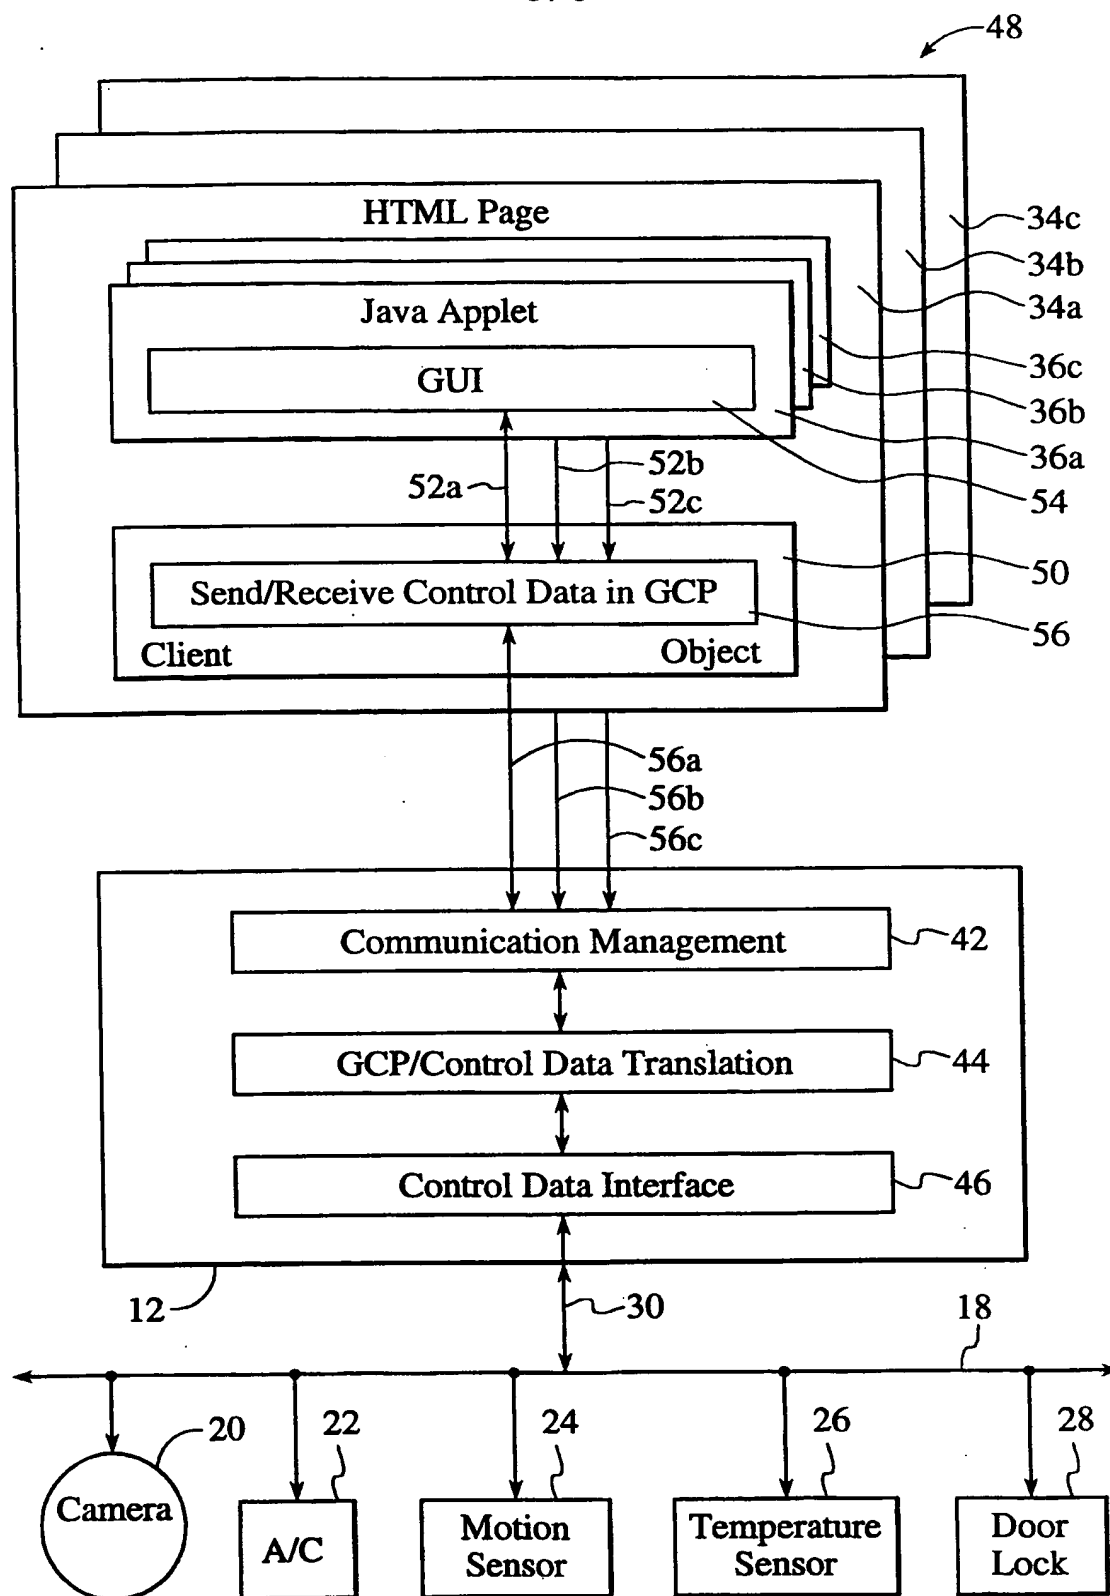 48
HTML Page
34c
34b
34a
Java Applet
36c
GUI
36b
36a
52a
52b
52c
54
50
Send/Receive Control Data in GCP
56
Client Object
56a
56b
56c
Communication Management
42
GCP/Control Data Translation
44
Control Data Interface
46
12
30
18
20
22
24
26
28
Camera
A/C
Motion
Sensor
Temperature
Sensor
Door
Lock